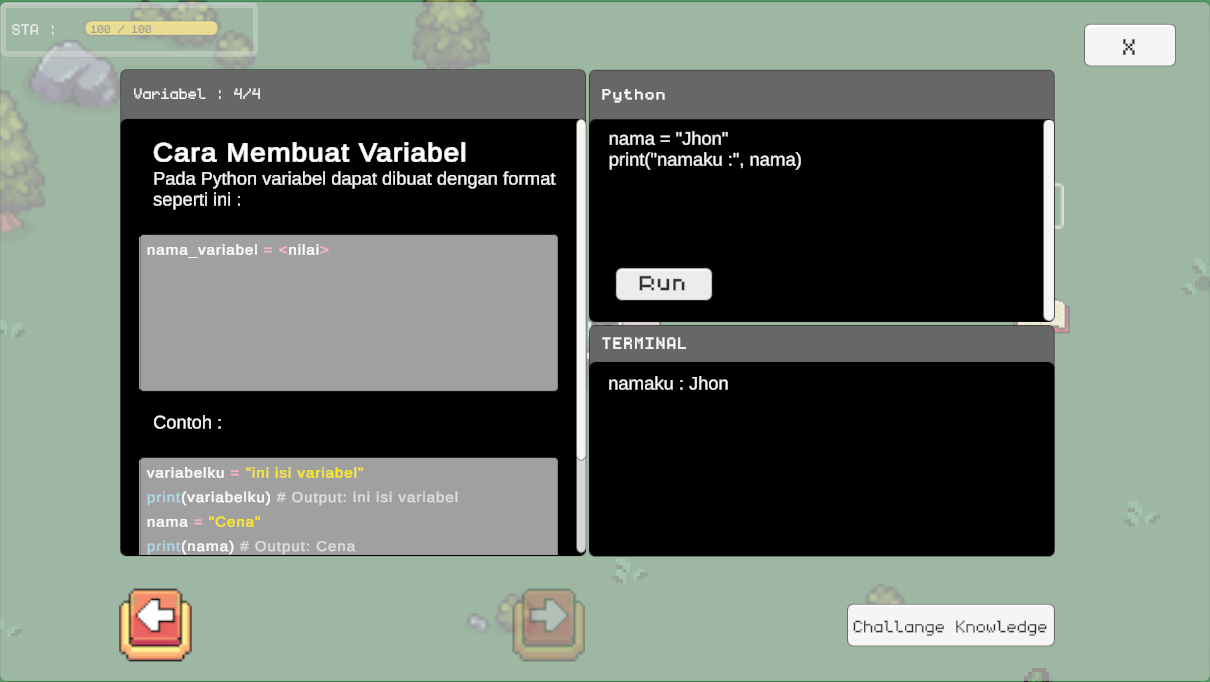 STA :
100 / 100
X
Variabel : 4/4
Cara Membuat Variabel
Pada Python variabel dapat dibuat dengan format
seperti ini :
nama_variabel = <nilai>
Contoh :
variabelku = "ini isi variabel"
print(variabelku) # Output: ini isi variabel
nama = "Cena"
print(nama) # Output: Cena
Python
nama = "Jhon"
print("namaku :", nama)
Run
TERMINAL
namaku : Jhon
Challange Knowledge